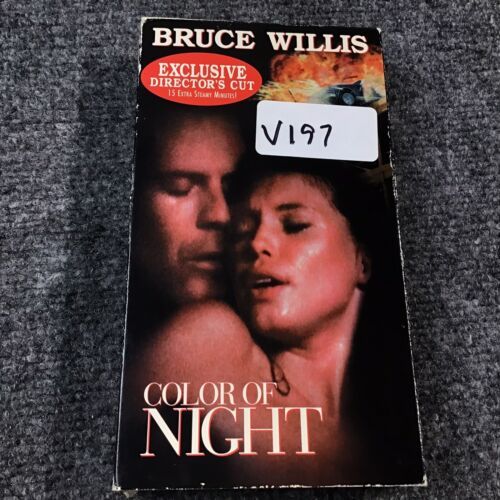 BRUCE WILLIS
EXCLUSIVE
DIRECTOR'S CUT
15 EXTRA STEAMY MINUTES!
V197
COLOR OF
NIGHT